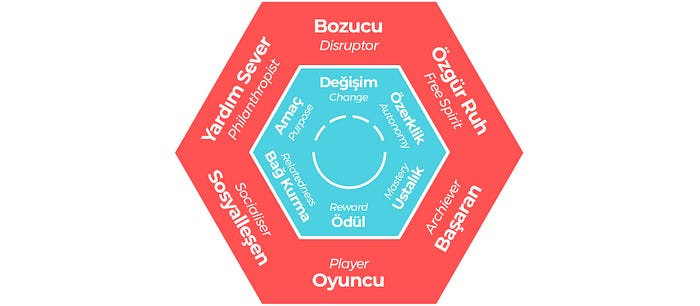 Bozucu
Disruptor
Özgür Ruh
Free Spirit
Başaran
Archiever
Player
Oyuncu
Socialiser
Sosyalleşen
Yardım Sever
Philanthropist
Değişim
Change
Özerklik
Autonomy
Mastery
Ustalık
Reward
Ödül
Relatedness
Bağ Kurma
Amaç
Purpose